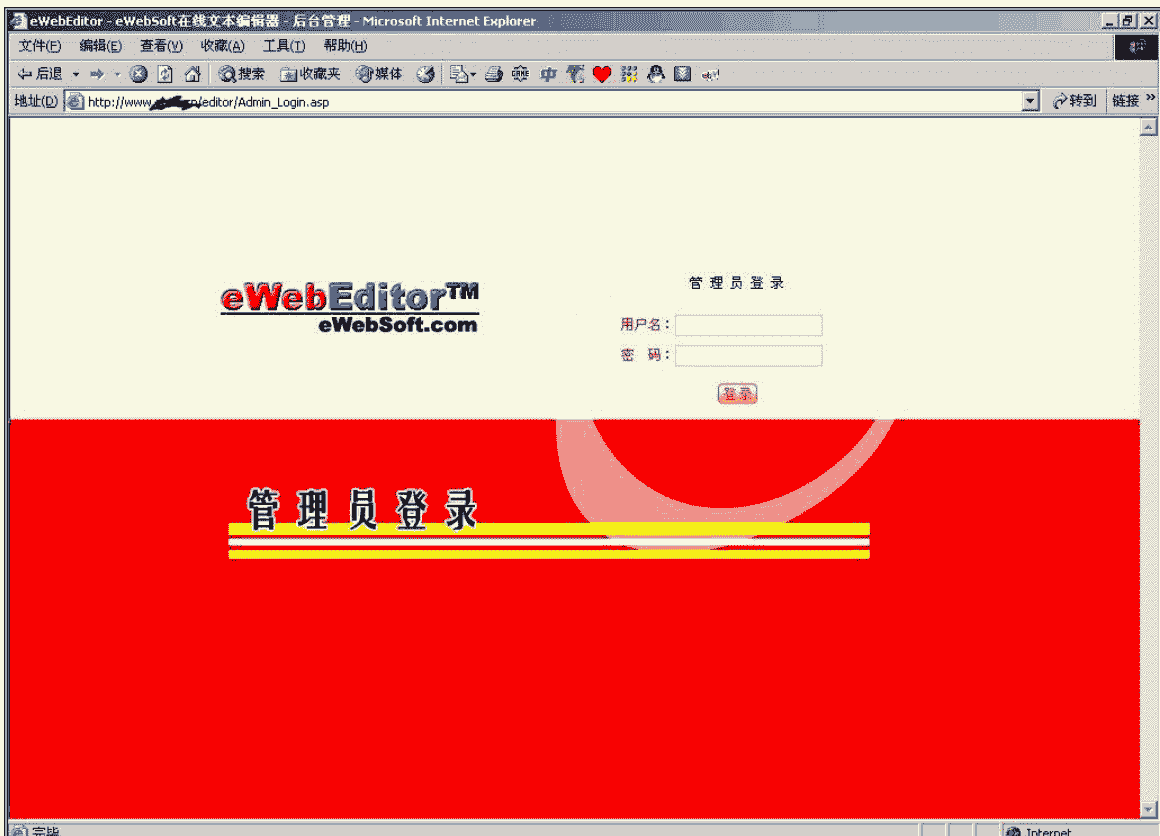 eWebEditor - eWebSoft在线文本编辑器 - 后台管理 - Microsoft Internet Explorer
文件(F) 编辑(E) 查看(V) 收藏(A) 工具(T) 帮助(H)
后退 搜索 收藏夹 媒体
地址(D) http://www. /editor/Admin_Login.asp 转到 链接 »
管理员登录
eWebEditor™
eWebSoft.com
用户名：
密 码：
登录
管理员登录
完毕 Internet